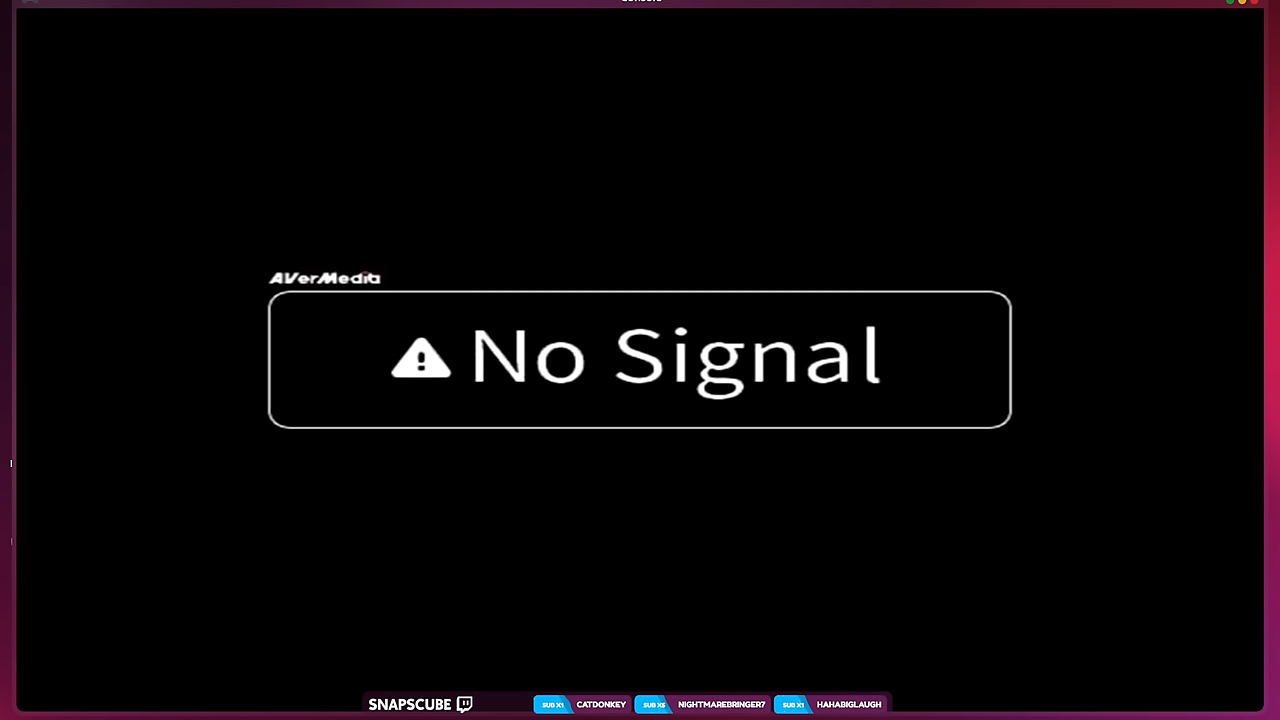 AVerMedia
No Signal
SNAPSCUBE SUB X1 CATDONKEY SUB X5 NIGHTMAREBRINGER7 SUB X1 HAHABIGLAUGH